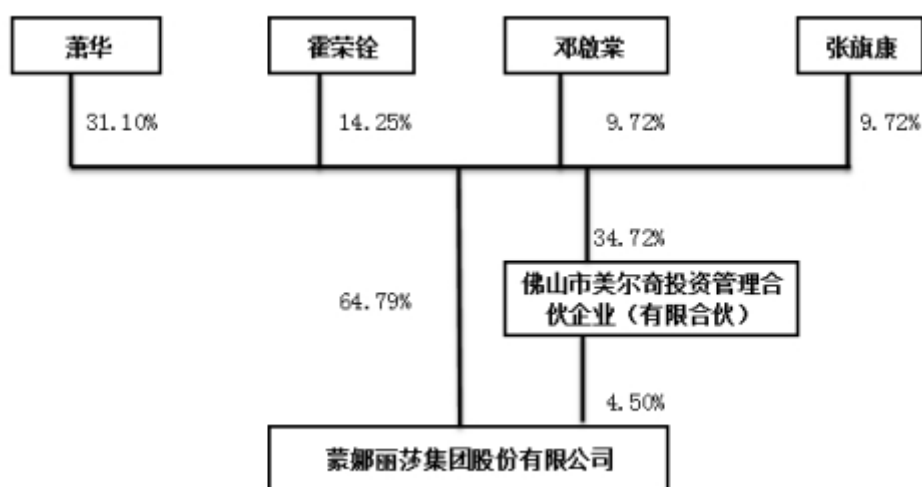 萧华
霍荣铨
邓啟棠
张旗康
31.10%
14.25%
9.72%
9.72%
34.72%
64.79%
佛山市美尔奇投资管理合
伙企业（有限合伙）
4.50%
蒙娜丽莎集团股份有限公司